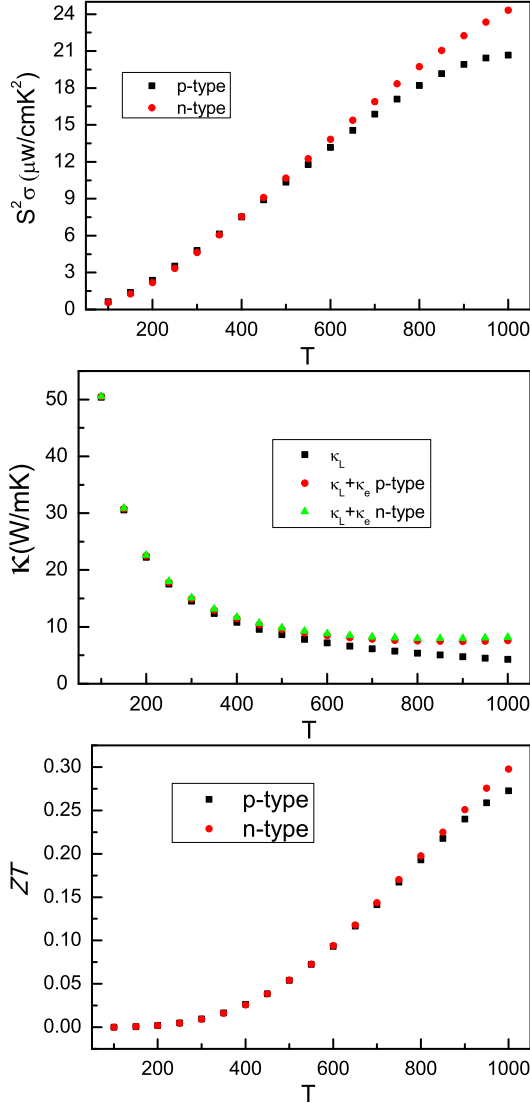 24
21
18
15
12
9
6
3
0
S²σ (μw/cmK²)
p-type
n-type
200 400 600 800 1000
T
50
40
30
20
10
0
κ(W/mK)
κL
κL+κe p-type
κL+κe n-type
200 400 600 800 1000
T
0.30
0.25
0.20
0.15
0.10
0.05
0.00
ZT
p-type
n-type
200 400 600 800 1000
T